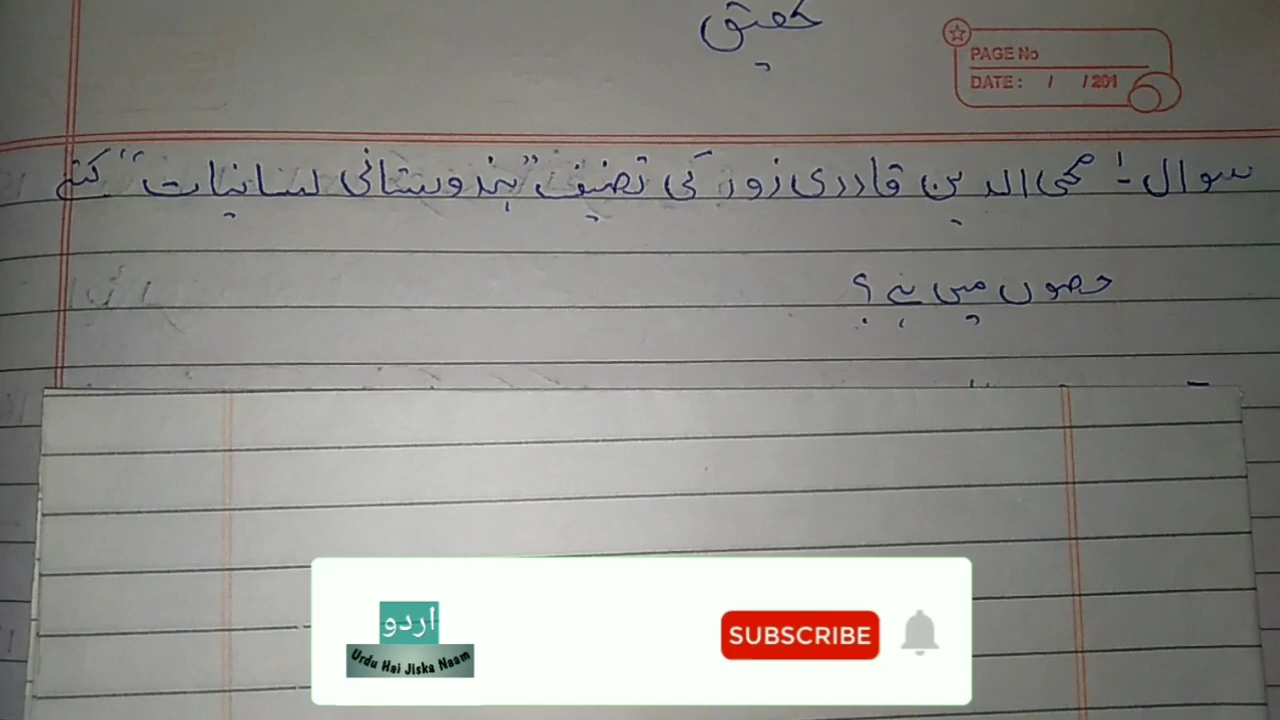 تحقیق
PAGE No
DATE : / / 201
سوال۔1 محی الدین قادری زور کی تصنیف "ہندوستانی لسانیات" کتنے
حصوں میں ہے؟
اردو
Urdu Hai Jiska Naam
SUBSCRIBE